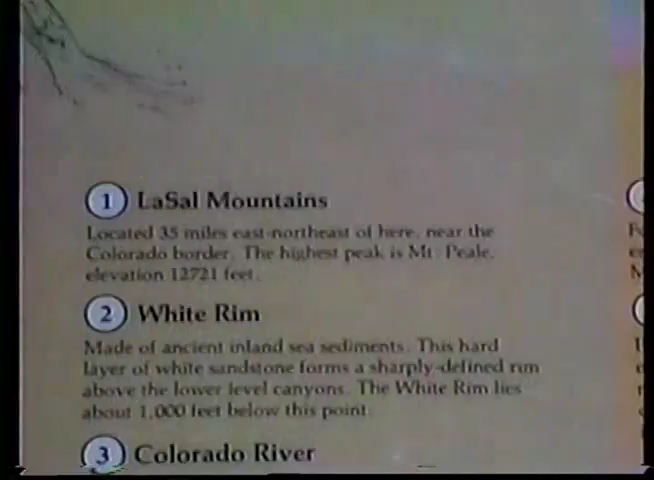 1 LaSal Mountains
Located 35 miles east-northeast of here, near the
Colorado border. The highest peak is Mt. Peale,
elevation 12721 feet.
2 White Rim
Made of ancient inland sea sediments. This hard
layer of white sandstone forms a sharply-defined rim
above the lower level canyons. The White Rim lies
about 1,000 feet below this point.
3 Colorado River